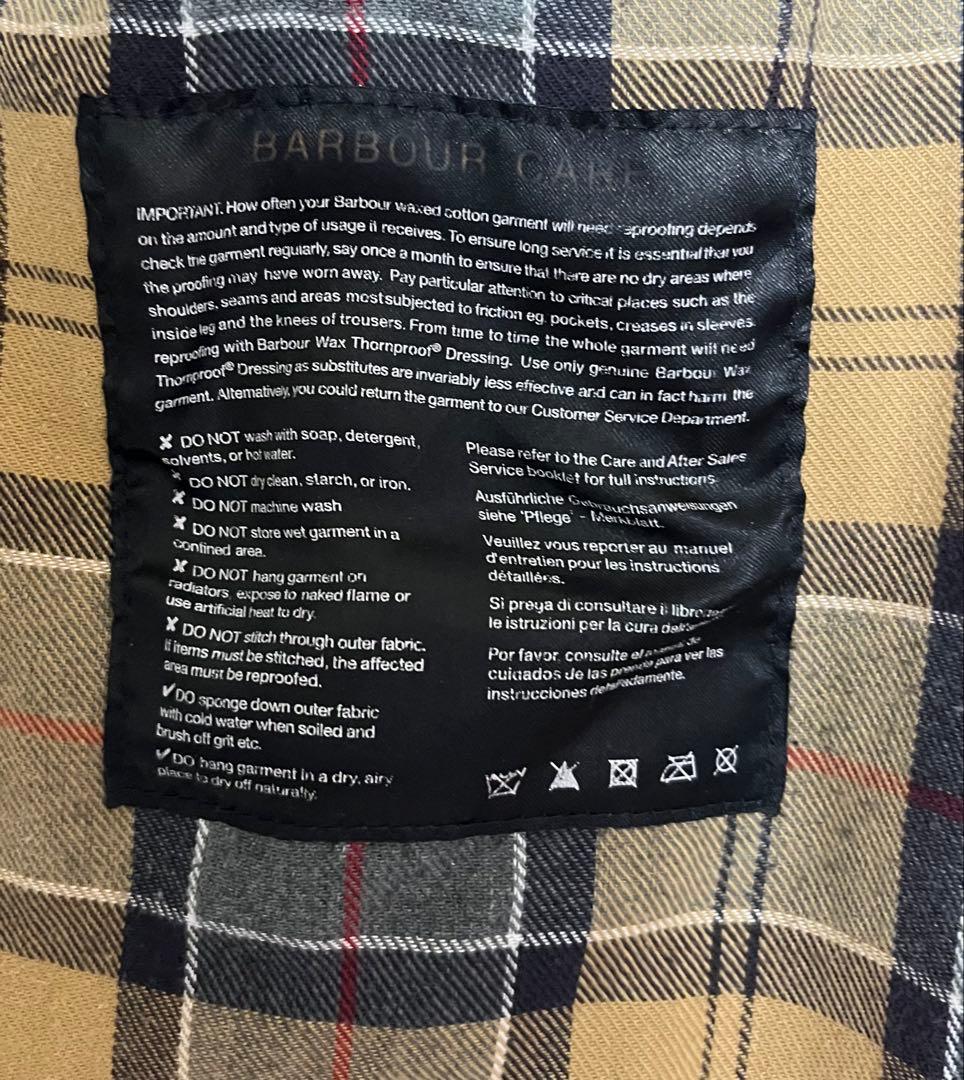 BARBOUR CARE
IMPORTANT. How often your Barbour waxed cotton garment will need reproofing depends
on the amount and type of usage it receives. To ensure long service it is essential that you
check the garment regularly, say once a month to ensure that there are no dry areas where
the proofing may have worn away. Pay particular attention to critical places such as the
shoulders, seams and areas most subjected to friction eg. pockets, creases in sleeves
inside leg and the knees of trousers. From time to time the whole garment will need
reproofing with Barbour Wax Thornproof® Dressing. Use only genuine Barbour Wax
Thornproof® Dressing as substitutes are invariably less effective and can in fact harm the
garment. Alternatively, you could return the garment to our Customer Service Department.
✘ DO NOT wash with soap, detergent,
solvents, or hot water.
✘ DO NOT dry clean, starch, or iron.
✘ DO NOT machine wash
✘ DO NOT store wet garment in a
confined area.
✘ DO NOT hang garment on
radiators, expose to naked flame or
use artificial heat to dry.
✘ DO NOT stitch through outer fabric.
If items must be stitched, the affected
area must be reproofed.
✔ DO sponge down outer fabric
with cold water when soiled and
brush off grit etc.
✔ DO hang garment in a dry, airy
place to dry off naturally.
Please refer to the Care and After Sales
Service booklet for full instructions
Ausführliche Gebrauchsanweisungen
siehe 'Pflege' - Merkblatt.
Veuillez vous reporter au manuel
d'entretien pour les instructions
détaillées.
Si prega di consultare il
le istruzioni per la cura
Por favor, consulte el de
cuidados de las para ver las
instrucciones detalladamente.